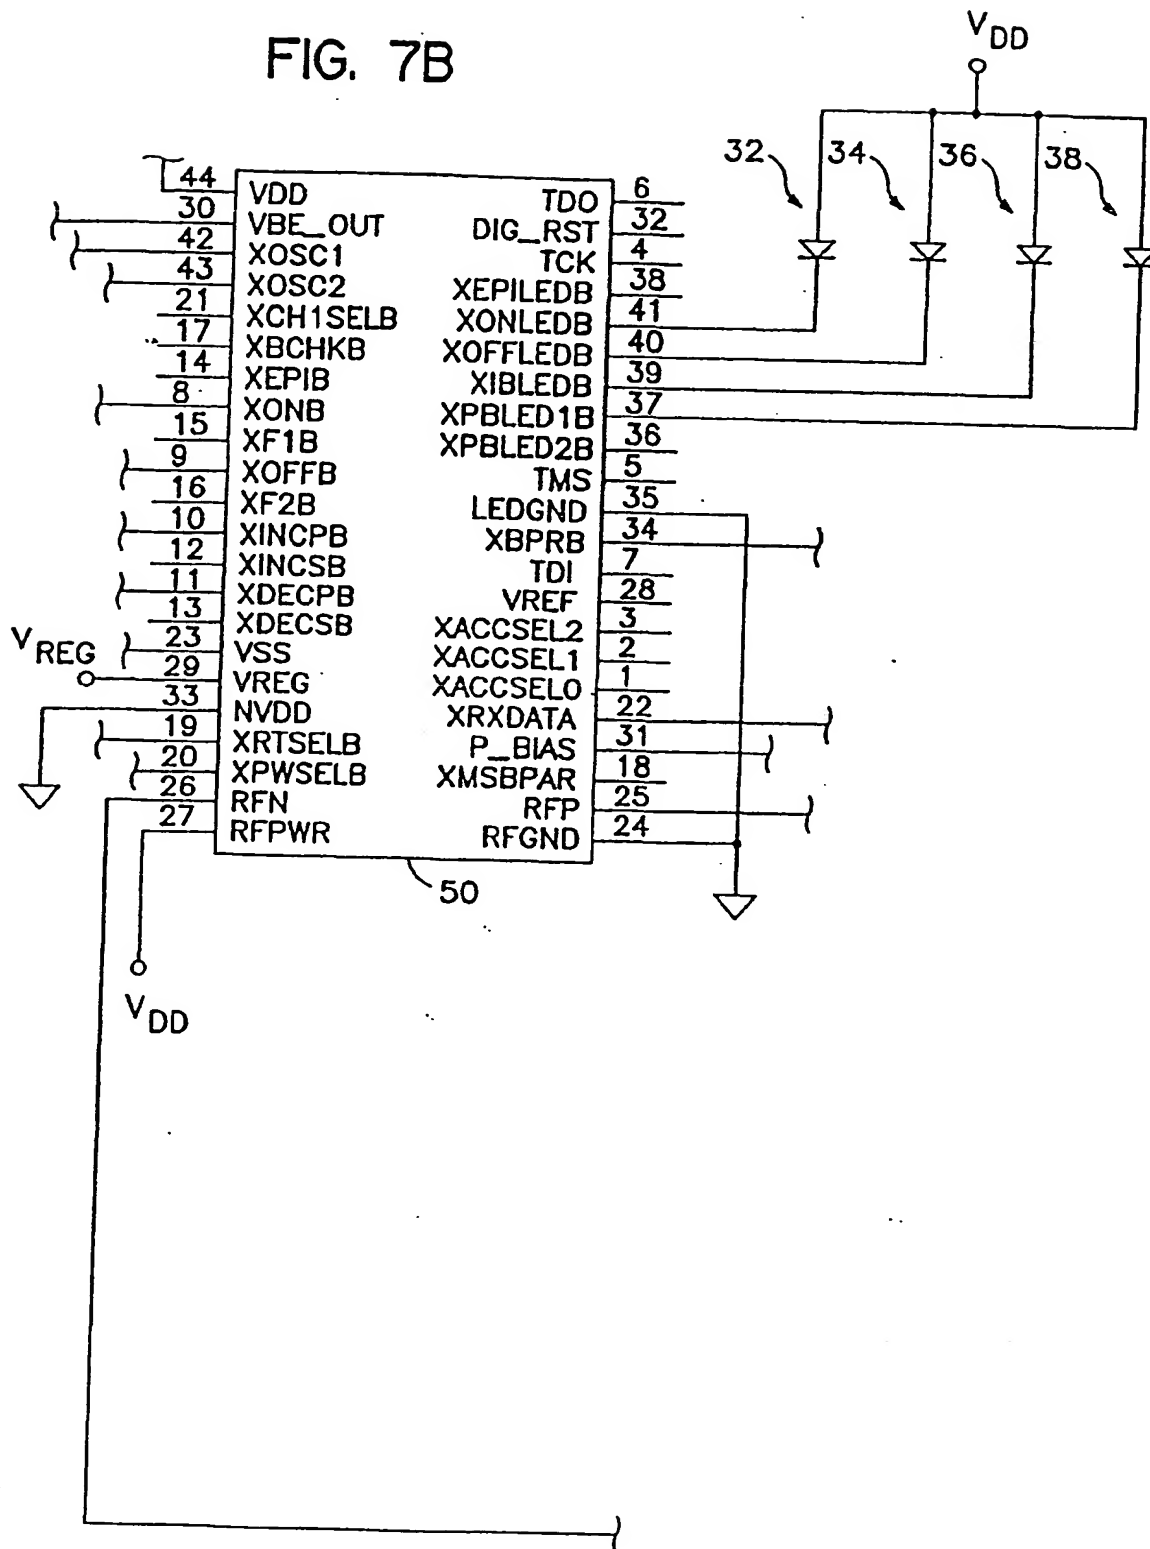 FIG. 7B
V DD
32 34 36 38
44 VDD
30 VBE_OUT
42 XOSC1
43 XOSC2
21 XCH1SELB
17 XBCHKB
14 XEPIB
8 XONB
15 XF1B
9 XOFFB
16 XF2B
10 XINCPB
12 XINCSB
11 XDECPB
13 XDECSB
23 VSS
V REG
29 VREG
33 NVDD
19 XRTSELB
20 XPWSELB
26 RFN
27 RFPWR
TDO 6
DIG_RST 32
TCK 4
XEPILEDB 38
XONLEDB 41
XOFFLEDB 40
XIBLEDB 39
XPBLED1B 37
XPBLED2B 36
TMS 5
LEDGND 35
XBPRB 34
TDI 7
VREF 28
XACCSEL2 3
XACCSEL1 2
XACCSEL0 1
XRXDATA 22
P_BIAS 31
XMSBPAR 18
RFP 25
RFGND 24
50
V DD